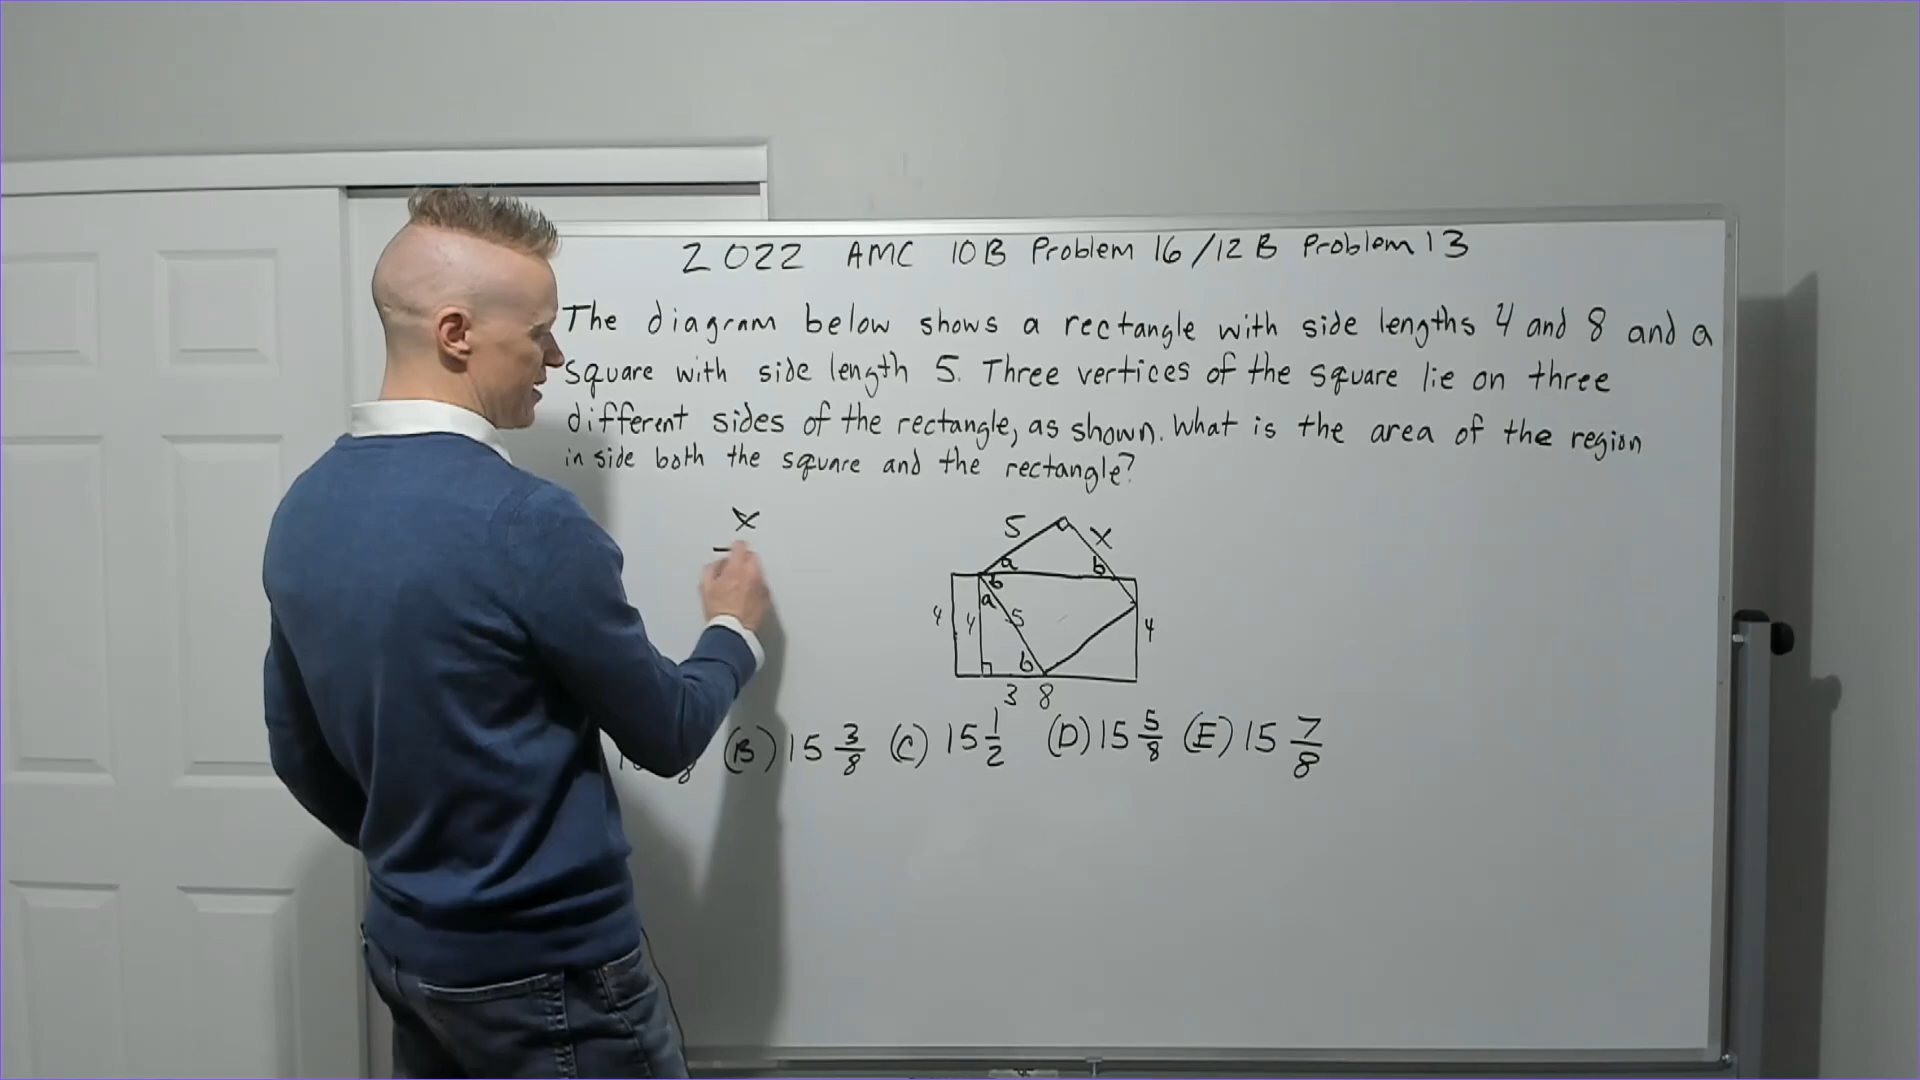 2022 AMC 10B Problem 16/12B Problem 13
The diagram below shows a rectangle with side lengths 4 and 8 and a
square with side length 5. Three vertices of the square lie on three
different sides of the rectangle, as shown. What is the area of the region
inside both the square and the rectangle?
x
5 x
a b
b
a
4 4 5 4
b
3 8
(B) 15 3/8 (C) 15 1/2 (D) 15 5/8 (E) 15 7/8